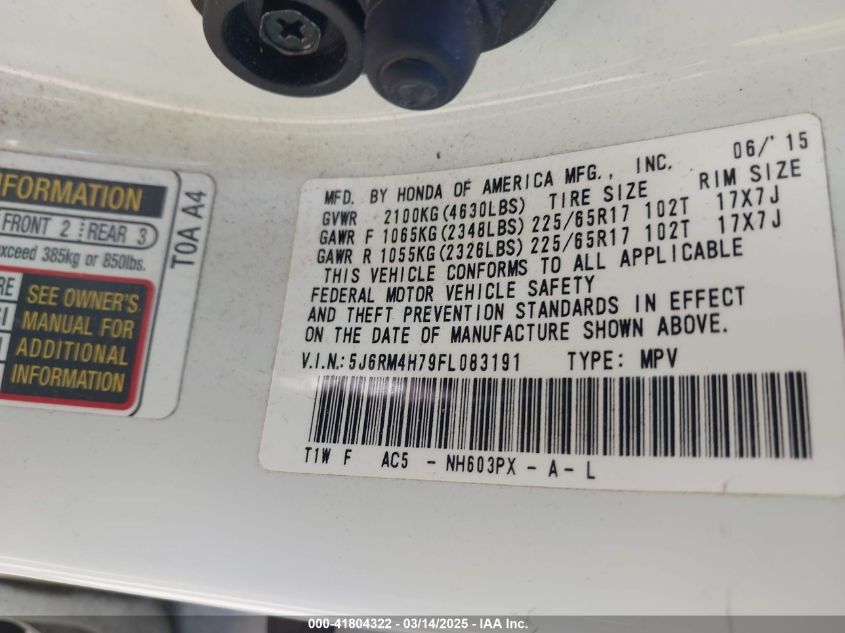 NFORMATION
FRONT 2 REAR 3
exceed 385kg or 850lbs.
SEE OWNER'S
MANUAL FOR
ADDITIONAL
INFORMATION
T0A A4
06/'15
MFD. BY HONDA OF AMERICA MFG., INC.
GVWR 2100KG(4630LBS) TIRE SIZE RIM SIZE
GAWR F 1065KG(2348LBS) 225/65R17 102T 17X7J
GAWR R 1055KG(2326LBS) 225/65R17 102T 17X7J
THIS VEHICLE CONFORMS TO ALL APPLICABLE
FEDERAL MOTOR VEHICLE SAFETY
AND THEFT PREVENTION STANDARDS IN EFFECT
ON THE DATE OF MANUFACTURE SHOWN ABOVE.
V.I.N.: 5J6RM4H79FL083191 TYPE: MPV
T1W F AC5 - NH603PX - A - L
000-41804322 - 03/14/2025 - IAA Inc.